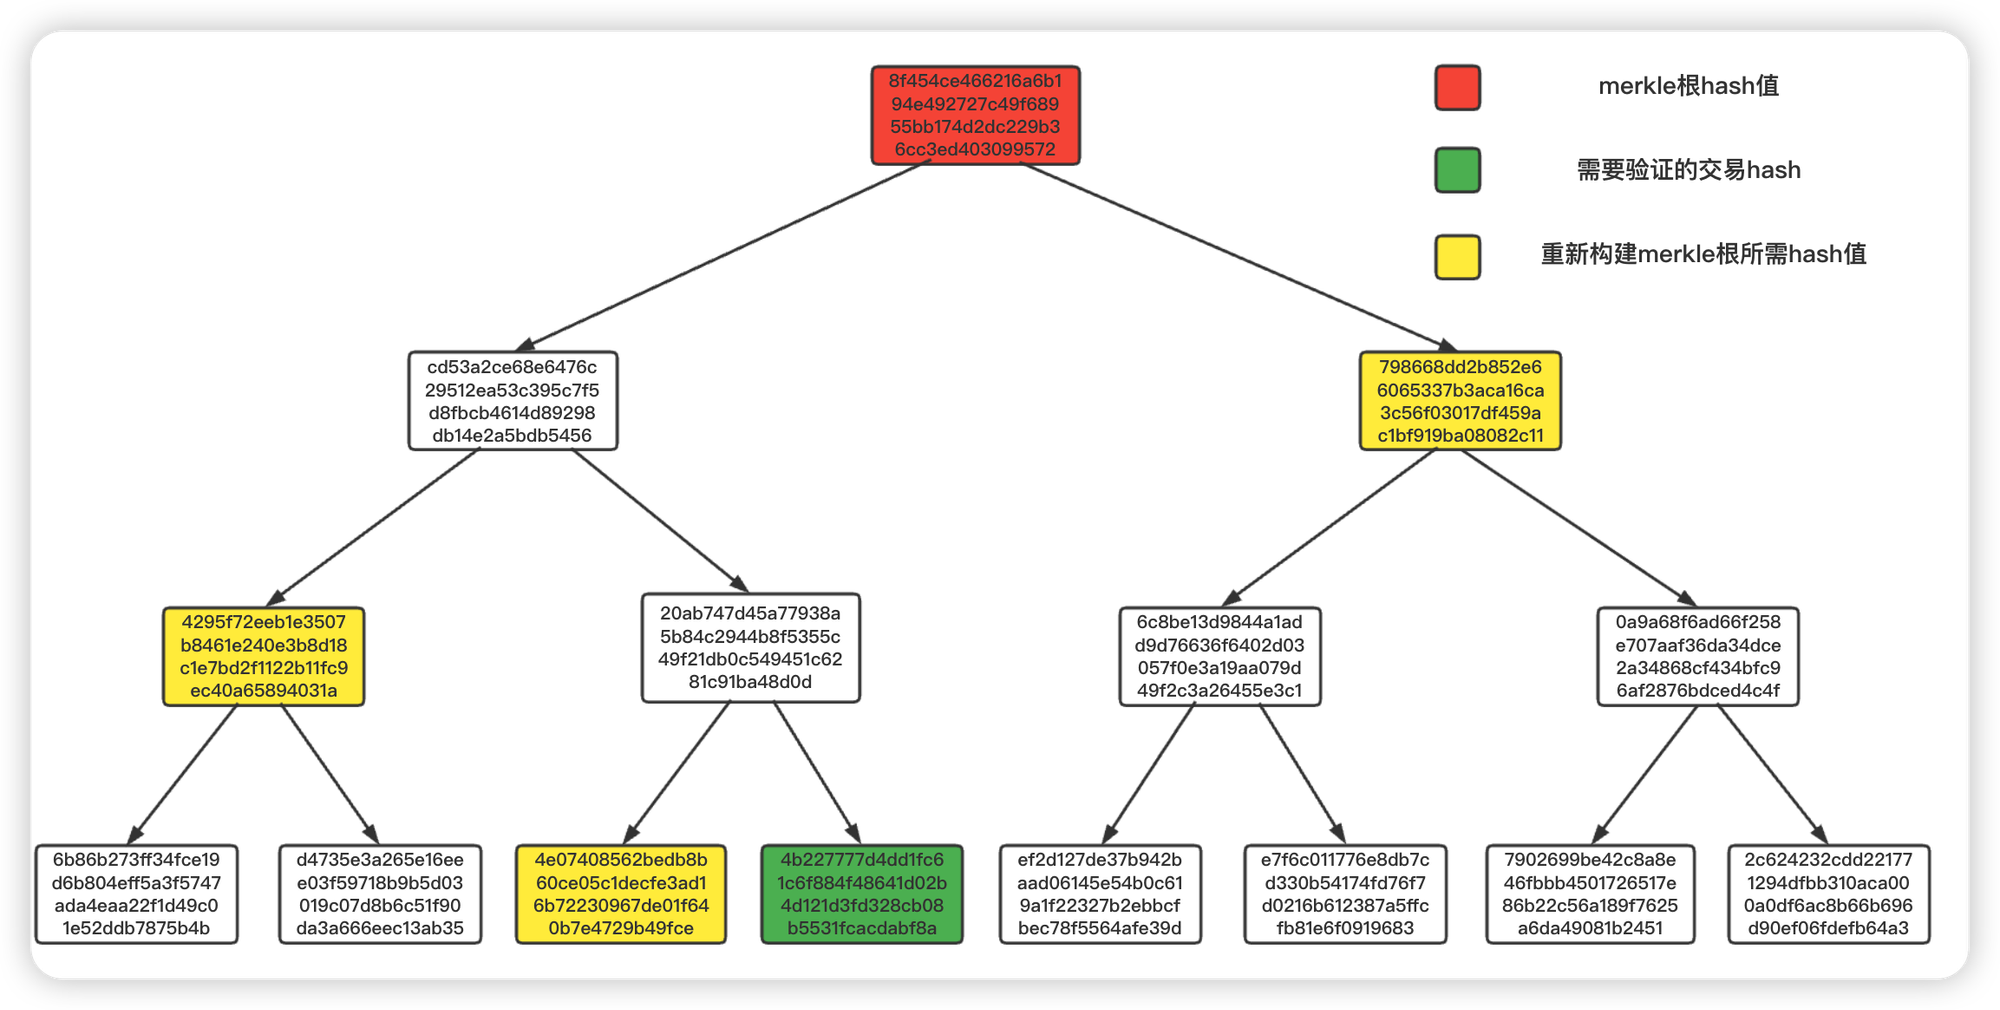 8f454ce466216a6b1
94e492727c49f689
55bb174d2dc229b3
6cc3ed403099572
merkle根hash值
需要验证的交易hash
重新构建merkle根所需hash值
cd53a2ce68e6476c
29512ea53c395c7f5
d8fbcb4614d89298
db14e2a5bdb5456
798668dd2b852e6
6065337b3aca16ca
3c56f03017df459a
c1bf919ba08082c11
4295f72eeb1e3507
b8461e240e3b8d18
c1e7bd2f1122b11fc9
ec40a65894031a
20ab747d45a77938a
5b84c2944b8f5355c
49f21db0c549451c62
81c91ba48d0d
6c8be13d9844a1ad
d9d76636f6402d03
057f0e3a19aa079d
49f2c3a26455e3c1
0a9a68f6ad66f258
e707aaf36da34dce
2a34868cf434bfc9
6af2876bdced4c4f
6b86b273ff34fce19
d6b804eff5a3f5747
ada4eaa22f1d49c0
1e52ddb7875b4b
d4735e3a265e16ee
e03f59718b9b5d03
019c07d8b6c51f90
da3a666eec13ab35
4e07408562bedb8b
60ce05c1decfe3ad1
6b72230967de01f64
0b7e4729b49fce
4b227777d4dd1fc6
1c6f884f48641d02b
4d121d3fd328cb08
b5531fcacdabf8a
ef2d127de37b942b
aad06145e54b0c61
9a1f22327b2ebbcf
bec78f5564afe39d
e7f6c011776e8db7c
d330b54174fd76f7
d0216b612387a5ffc
fb81e6f0919683
7902699be42c8a8e
46fbbb4501726517e
86b22c56a189f7625
a6da49081b2451
2c624232cdd22177
1294dfbb310aca00
0a0df6ac8b66b696
d90ef06fdefb64a3